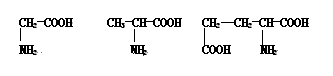 CH₂—COOH CH₃—CH—COOH CH₂—CH₂—CH—COOH
NH₂ NH₂ COOH NH₂